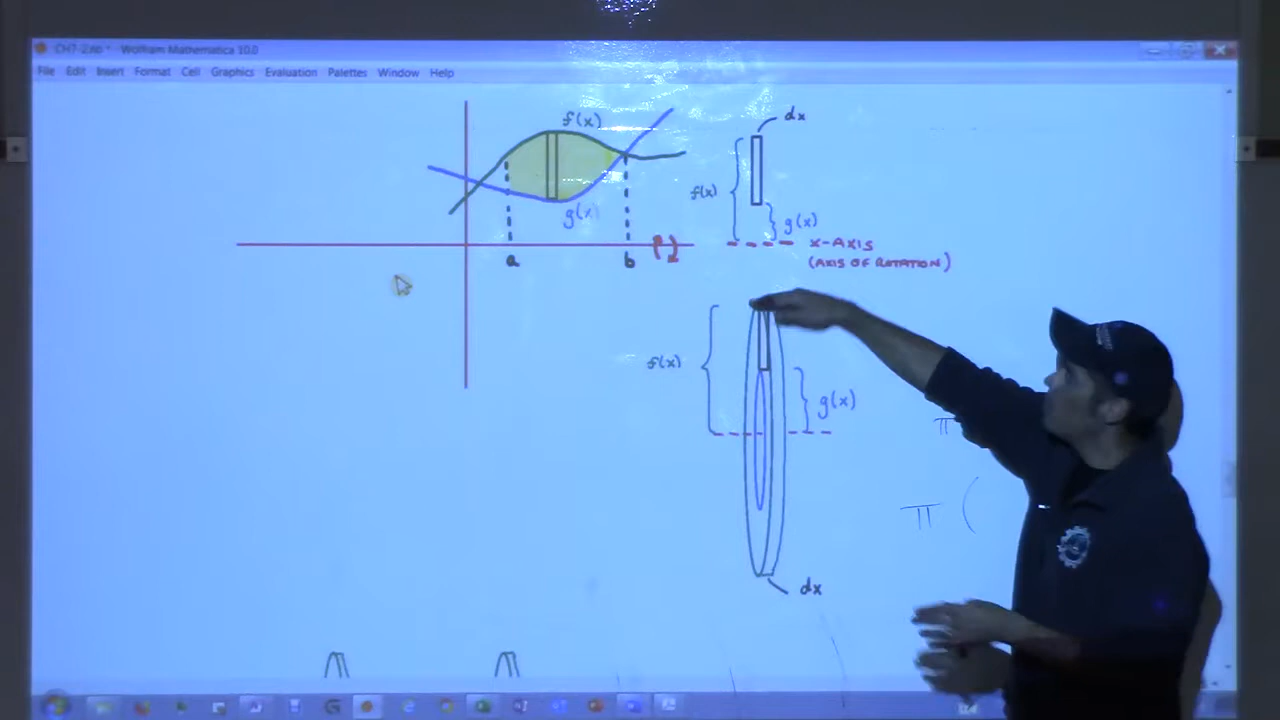 CH7-2.nb * - Wolfram Mathematica 10.0
File Edit Insert Format Cell Graphics Evaluation Palettes Window Help
f(x)
g(x)
a
b
dx
f(x)
g(x)
X-AXIS
(AXIS OF ROTATION)
f(x)
g(x)
π
π (
dx